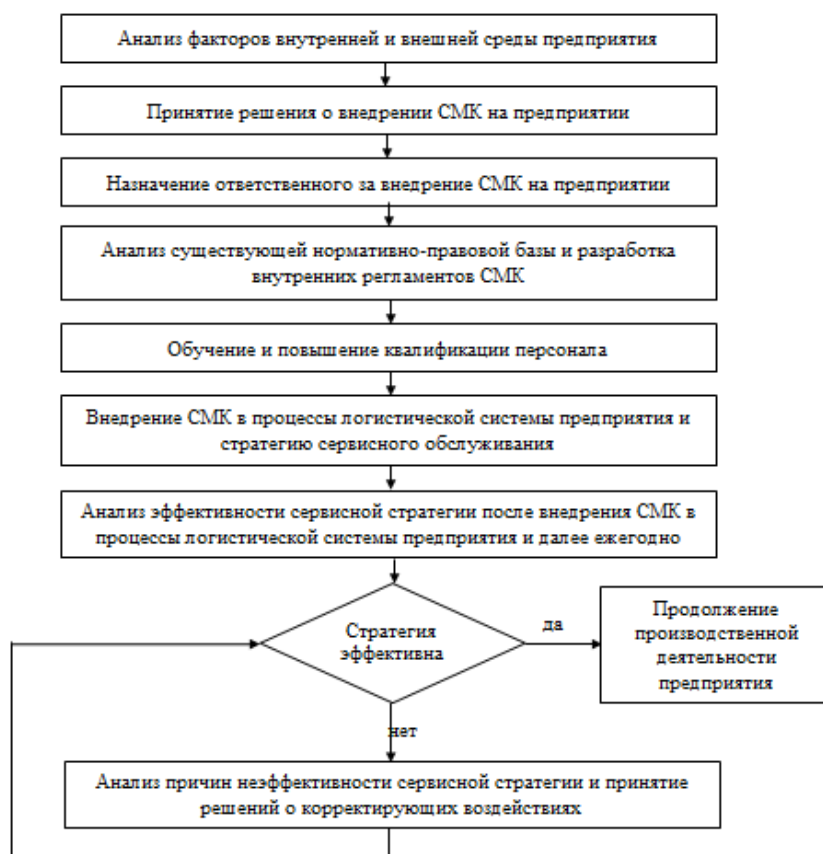 Анализ факторов внутренней и внешней среды предприятия
Принятие решения о внедрении СМК на предприятии
Назначение ответственного за внедрение СМК на предприятии
Анализ существующей нормативно-правовой базы и разработка
внутренних регламентов СМК
Обучение и повышение квалификации персонала
Внедрение СМК в процессы логистической системы предприятия и
стратегию сервисного обслуживания
Анализ эффективности сервисной стратегии после внедрения СМК в
процессы логистической системы предприятия и далее ежегодно
Стратегия
эффективна
да
Продолжение
производственной
деятельности
предприятия
нет
Анализ причин неэффективности сервисной стратегии и принятие
решений о корректирующих воздействиях